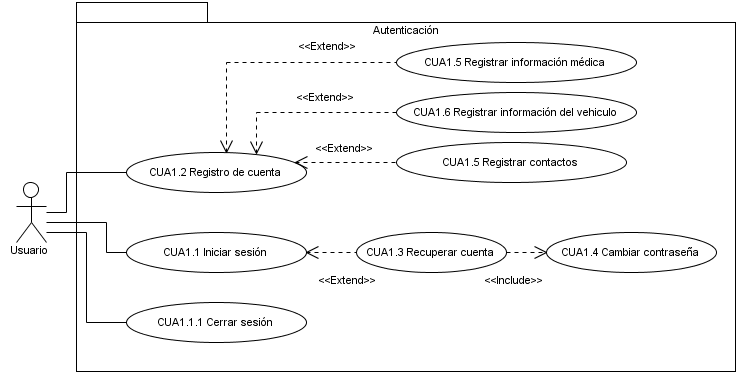 Autenticación
<<Extend>>
CUA1.5 Registrar información médica
<<Extend>>
CUA1.6 Registrar información del vehiculo
<<Extend>>
CUA1.5 Registrar contactos
CUA1.2 Registro de cuenta
Usuario
CUA1.1 Iniciar sesión
CUA1.3 Recuperar cuenta
CUA1.4 Cambiar contraseña
<<Extend>>
<<Include>>
CUA1.1.1 Cerrar sesión